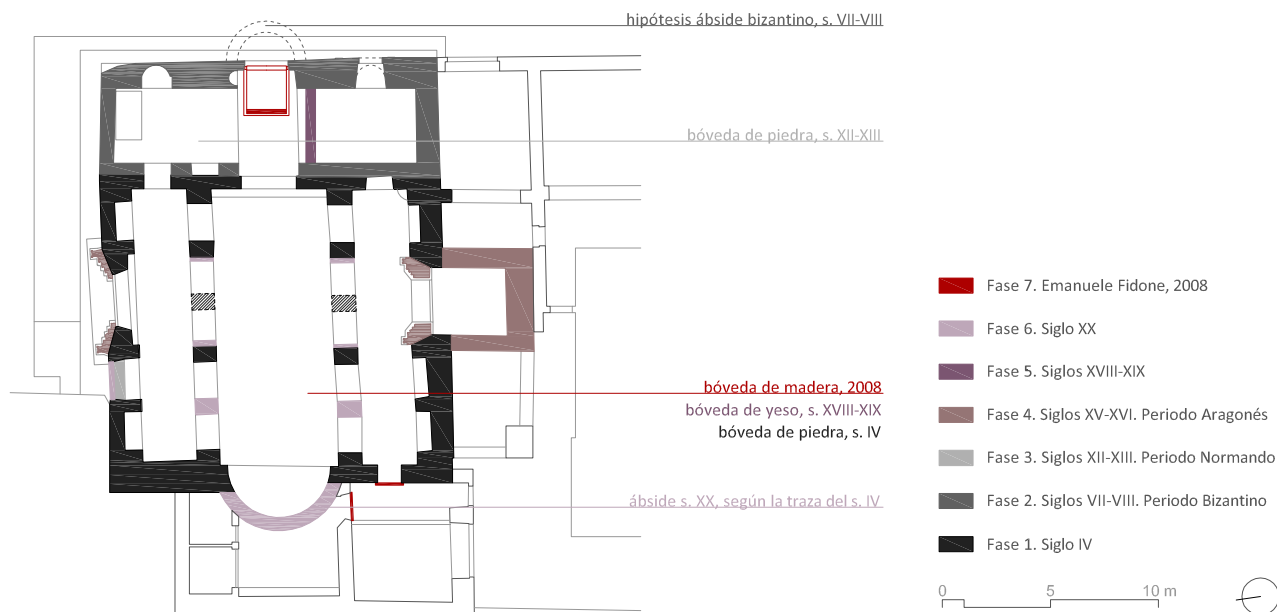 hipótesis ábside bizantino, s. VII-VIII
bóveda de piedra, s. XII-XIII
bóveda de madera, 2008
bóveda de yeso, s. XVIII-XIX
bóveda de piedra, s. IV
ábside s. XX, según la traza del s. IV
Fase 7. Emanuele Fidone, 2008
Fase 6. Siglo XX
Fase 5. Siglos XVIII-XIX
Fase 4. Siglos XV-XVI. Periodo Aragonés
Fase 3. Siglos XII-XIII. Periodo Normando
Fase 2. Siglos VII-VIII. Periodo Bizantino
Fase 1. Siglo IV
0 5 10 m